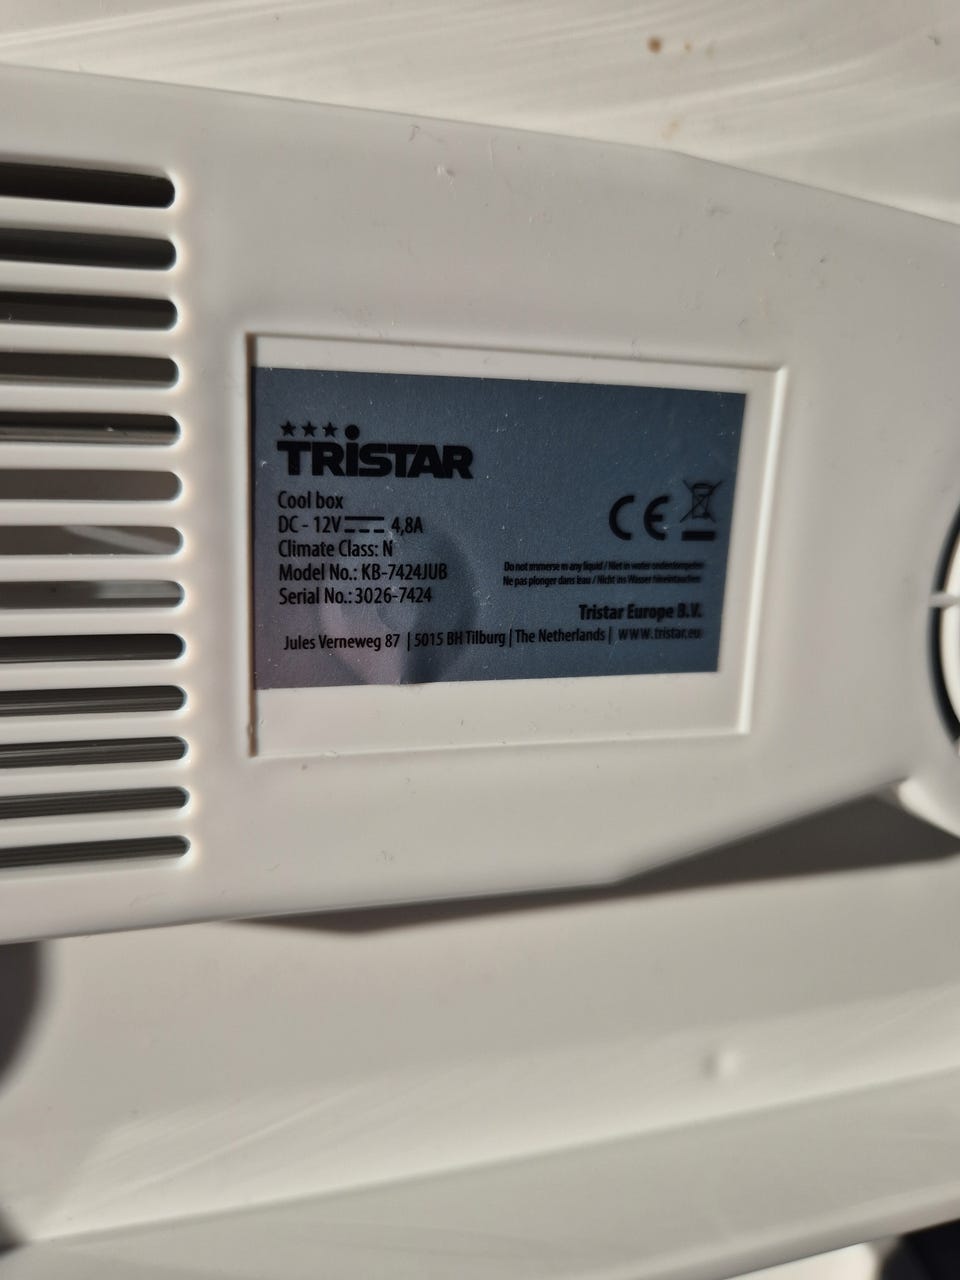 TRISTAR
Cool box
DC - 12V 4,8A
Climate Class: N
Model No.: KB-7424JUB
Serial No.: 3026-7424
CE
Do not immerse in any liquid / Niet in water onderdompelen
Ne pas plonger dans l'eau / Nicht ins Wasser hineintauchen
Tristar Europe B.V.
Jules Verneweg 87 | 5015 BH Tilburg | The Netherlands | www.tristar.eu